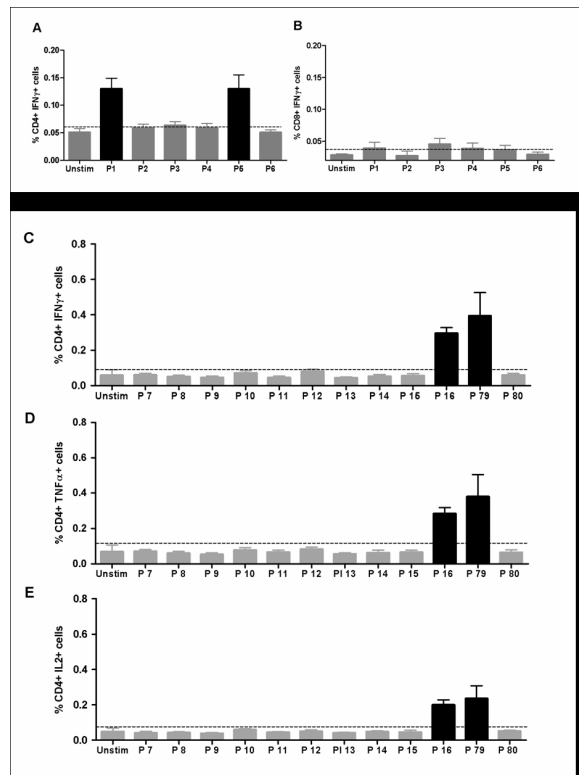 A
% CD4+ IFNγ+ cells
0.20
0.15
0.10
0.05
0.00
Unstim P1 P2 P3 P4 P5 P6
B
% CD8+ IFNγ+ cells
0.20
0.15
0.10
0.05
Unstim P1 P2 P3 P4 P5 P6
C
% CD4+ IFNγ+ cells
0.8
0.6
0.4
0.2
0.0
Unstim P 7 P 8 P 9 P 10 P 11 P 12 P 13 P 14 P 15 P 16 P 79 P 80
D
% CD4+ TNFα+ cells
0.8
0.6
0.4
0.2
0.0
Unstim P 7 P 8 P 9 P 10 P 11 P 12 Pl 13 P 14 P 15 P 16 P 79 P 80
E
% CD4+ IL2+ cells
0.8
0.6
0.4
0.2
0.0
Unstim P 7 P 8 P 9 P 10 P 11 P 12 Pl 13 P 14 P 15 P 16 P 79 P 80